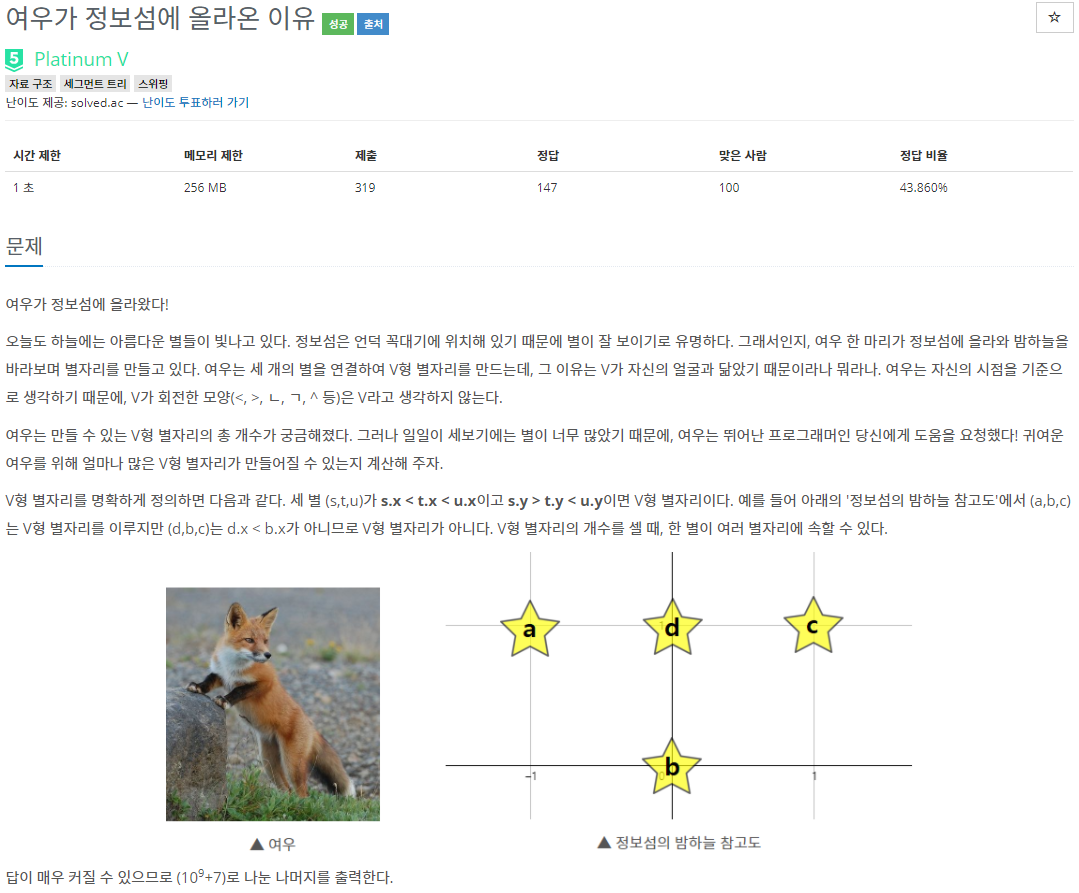 여우가 정보섬에 올라온 이유 성공 출처
☆
5 Platinum V
자료 구조 세그먼트 트리 스위핑
난이도 제공: solved.ac — 난이도 투표하러 가기
시간 제한 메모리 제한 제출 정답 맞은 사람 정답 비율
1 초 256 MB 319 147 100 43.860%
문제
여우가 정보섬에 올라왔다!
오늘도 하늘에는 아름다운 별들이 빛나고 있다. 정보섬은 언덕 꼭대기에 위치해 있기 때문에 별이 잘 보이기로 유명하다. 그래서인지, 여우 한 마리가 정보섬에 올라와 밤하늘을
바라보며 별자리를 만들고 있다. 여우는 세 개의 별을 연결하여 V형 별자리를 만드는데, 그 이유는 V가 자신의 얼굴과 닮았기 때문이라나 뭐라나. 여우는 자신의 시점을 기준으
로 생각하기 때문에, V가 회전한 모양(<, >, ㄴ, ㄱ, ^ 등)은 V라고 생각하지 않는다.
여우는 만들 수 있는 V형 별자리의 총 개수가 궁금해졌다. 그러나 일일이 세보기에는 별이 너무 많았기 때문에, 여우는 뛰어난 프로그래머인 당신에게 도움을 요청했다! 귀여운
여우를 위해 얼마나 많은 V형 별자리가 만들어질 수 있는지 계산해 주자.
V형 별자리를 명확하게 정의하면 다음과 같다. 세 별 (s,t,u)가 s.x < t.x < u.x이고 s.y > t.y < u.y이면 V형 별자리이다. 예를 들어 아래의 '정보섬의 밤하늘 참고도'에서 (a,b,c)
는 V형 별자리를 이루지만 (d,b,c)는 d.x < b.x가 아니므로 V형 별자리가 아니다. V형 별자리의 개수를 셀 때, 한 별이 여러 별자리에 속할 수 있다.
a d c
b
-1 1
▲ 여우 ▲ 정보섬의 밤하늘 참고도
답이 매우 커질 수 있으므로 (10⁹+7)로 나눈 나머지를 출력한다.